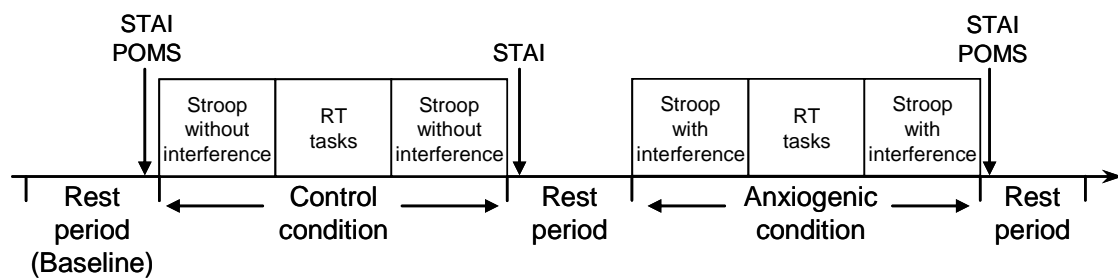 STAI
POMS
STAI
STAI
POMS
Stroop
without
interference
RT
tasks
Stroop
without
interference
Stroop
with
interference
RT
tasks
Stroop
with
interference
Rest
period
(Baseline)
Control
condition
Rest
period
Anxiogenic
condition
Rest
period